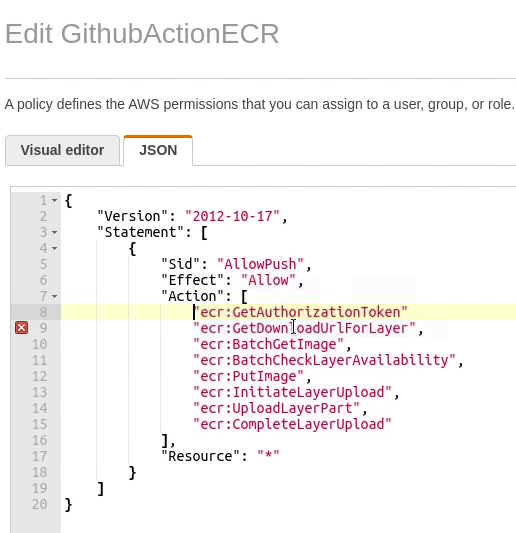 Edit GithubActionECR
A policy defines the AWS permissions that you can assign to a user, group, or role.
Visual editor JSON
1 {
2 "Version": "2012-10-17",
3 "Statement": [
4 {
5 "Sid": "AllowPush",
6 "Effect": "Allow",
7 "Action": [
8 "ecr:GetAuthorizationToken"
9 "ecr:GetDownloadUrlForLayer",
10 "ecr:BatchGetImage",
11 "ecr:BatchCheckLayerAvailability",
12 "ecr:PutImage",
13 "ecr:InitiateLayerUpload",
14 "ecr:UploadLayerPart",
15 "ecr:CompleteLayerUpload"
16 ],
17 "Resource": "*"
18 }
19 ]
20 }